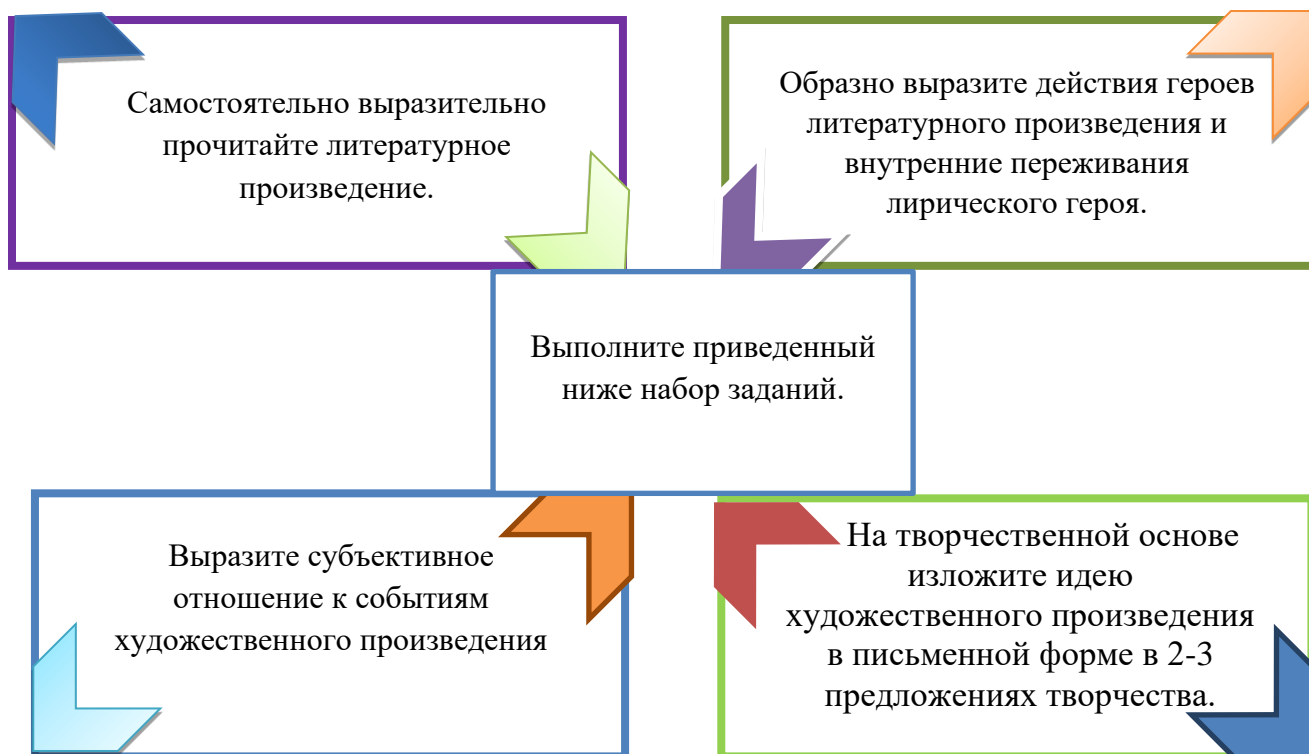 Самостоятельно выразительно
прочитайте литературное
произведение.
Образно выразите действия героев
литературного произведения и
внутренние переживания
лирического героя.
Выполните приведенный
ниже набор заданий.
Выразите субъективное
отношение к событиям
художественного произведения
На творчественной основе
изложите идею
художественного произведения
в письменной форме в 2-3
предложениях творчества.